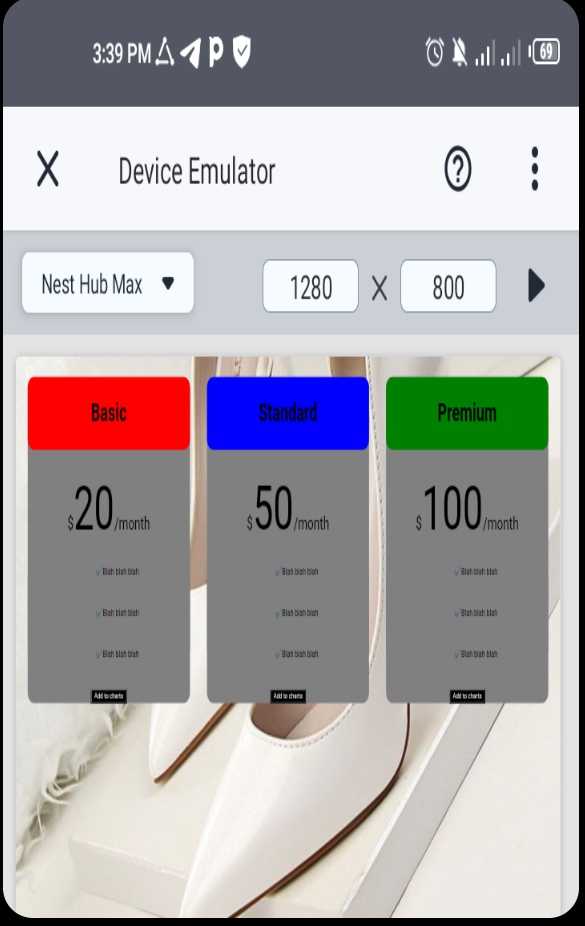 3:39 PM
69
Device Emulator
Nest Hub Max
1280 X 800
Basic
$20/month
✓Blah blah blah
✓Blah blah blah
✓Blah blah blah
Add to charts
Standard
$50/month
✓Blah blah blah
✓Blah blah blah
✓Blah blah blah
Add to charts
Premium
$100/month
✓Blah blah blah
✓Blah blah blah
✓Blah blah blah
Add to charts